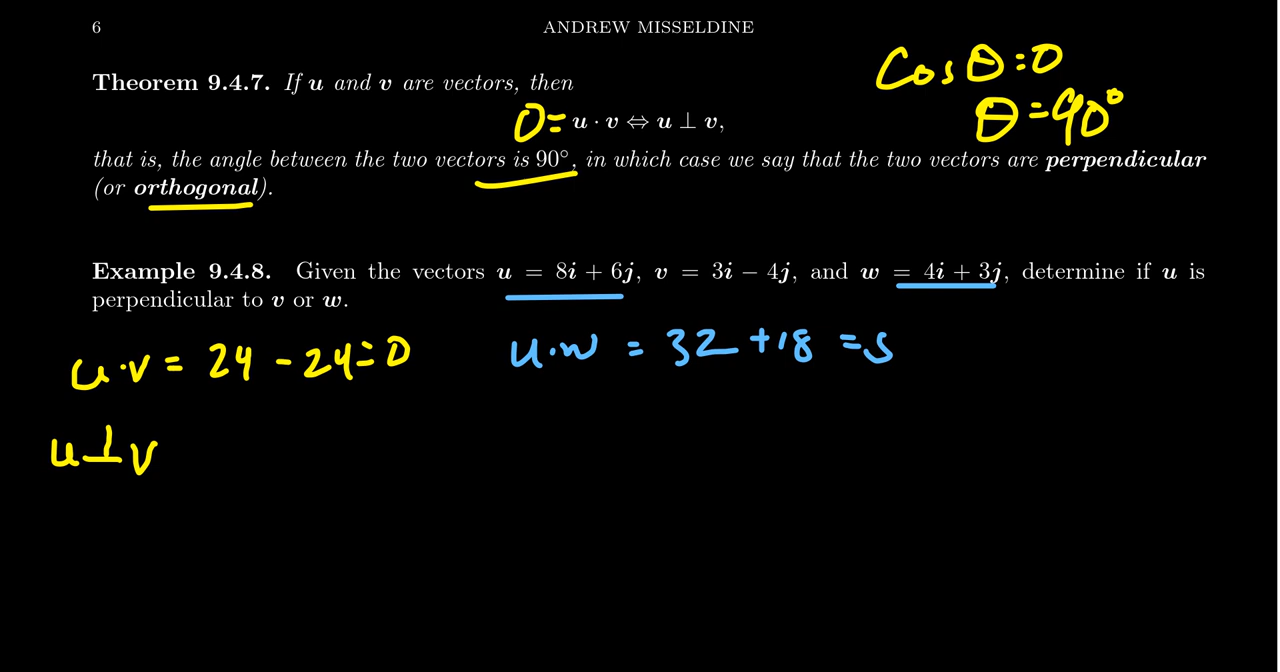 6 ANDREW MISSELDINE
cos θ = 0
Theorem 9.4.7. If u and v are vectors, then
θ = 90°
0 = u · v ⇔ u ⊥ v,
that is, the angle between the two vectors is 90°, in which case we say that the two vectors are perpendicular
(or orthogonal).
Example 9.4.8. Given the vectors u = 8i + 6j, v = 3i − 4j, and w = 4i + 3j, determine if u is
perpendicular to v or w.
u · v = 24 - 24 = 0
u · w = 32 + 18 =
u ⊥ v